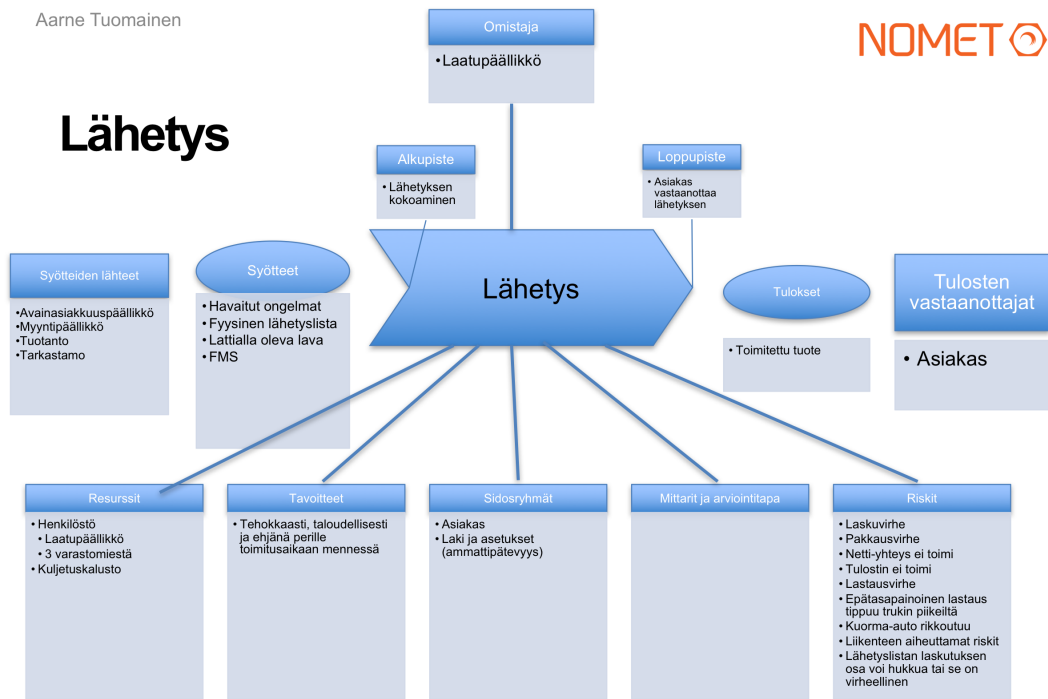 Aarne Tuomainen
NOMET
Lähetys
Omistaja
•Laatupäällikkö
Alkupiste
• Lähetyksen
kokoaminen
Loppupiste
• Asiakas
vastaanottaa
lähetyksen
Syötteiden lähteet
•Avainasiakkuuspäällikkö
•Myyntipäällikkö
•Tuotanto
•Tarkastamo
Syötteet
• Havaitut ongelmat
• Fyysinen lähetyslista
• Lattialla oleva lava
• FMS
Lähetys
Tulokset
• Toimitettu tuote
Tulosten
vastaanottajat
• Asiakas
Resurssit
• Henkilöstö
• Laatupäällikkö
• 3 varastomiestä
• Kuljetuskalusto
Tavoitteet
• Tehokkaasti, taloudellisesti
ja ehjänä perille
toimitusaikaan mennessä
Sidosryhmät
• Asiakas
• Laki ja asetukset
(ammattipätevyys)
Mittarit ja arviointitapa
Riskit
• Laskuvirhe
• Pakkausvirhe
• Netti-yhteys ei toimi
• Tulostin ei toimi
• Lastausvirhe
• Epätasapainoinen lastaus
tippuu trukin piikeiltä
• Kuorma-auto rikkoutuu
• Liikenteen aiheuttamat riskit
• Lähetyslistan laskutuksen
osa voi hukkua tai se on
virheellinen